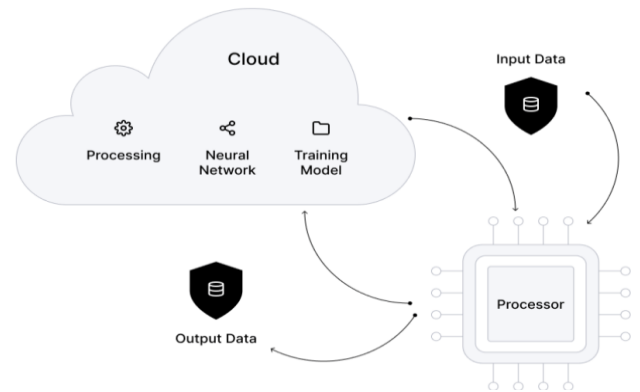 Cloud
Input Data
Processing
Neural
Network
Training
Model
Processor
Output Data